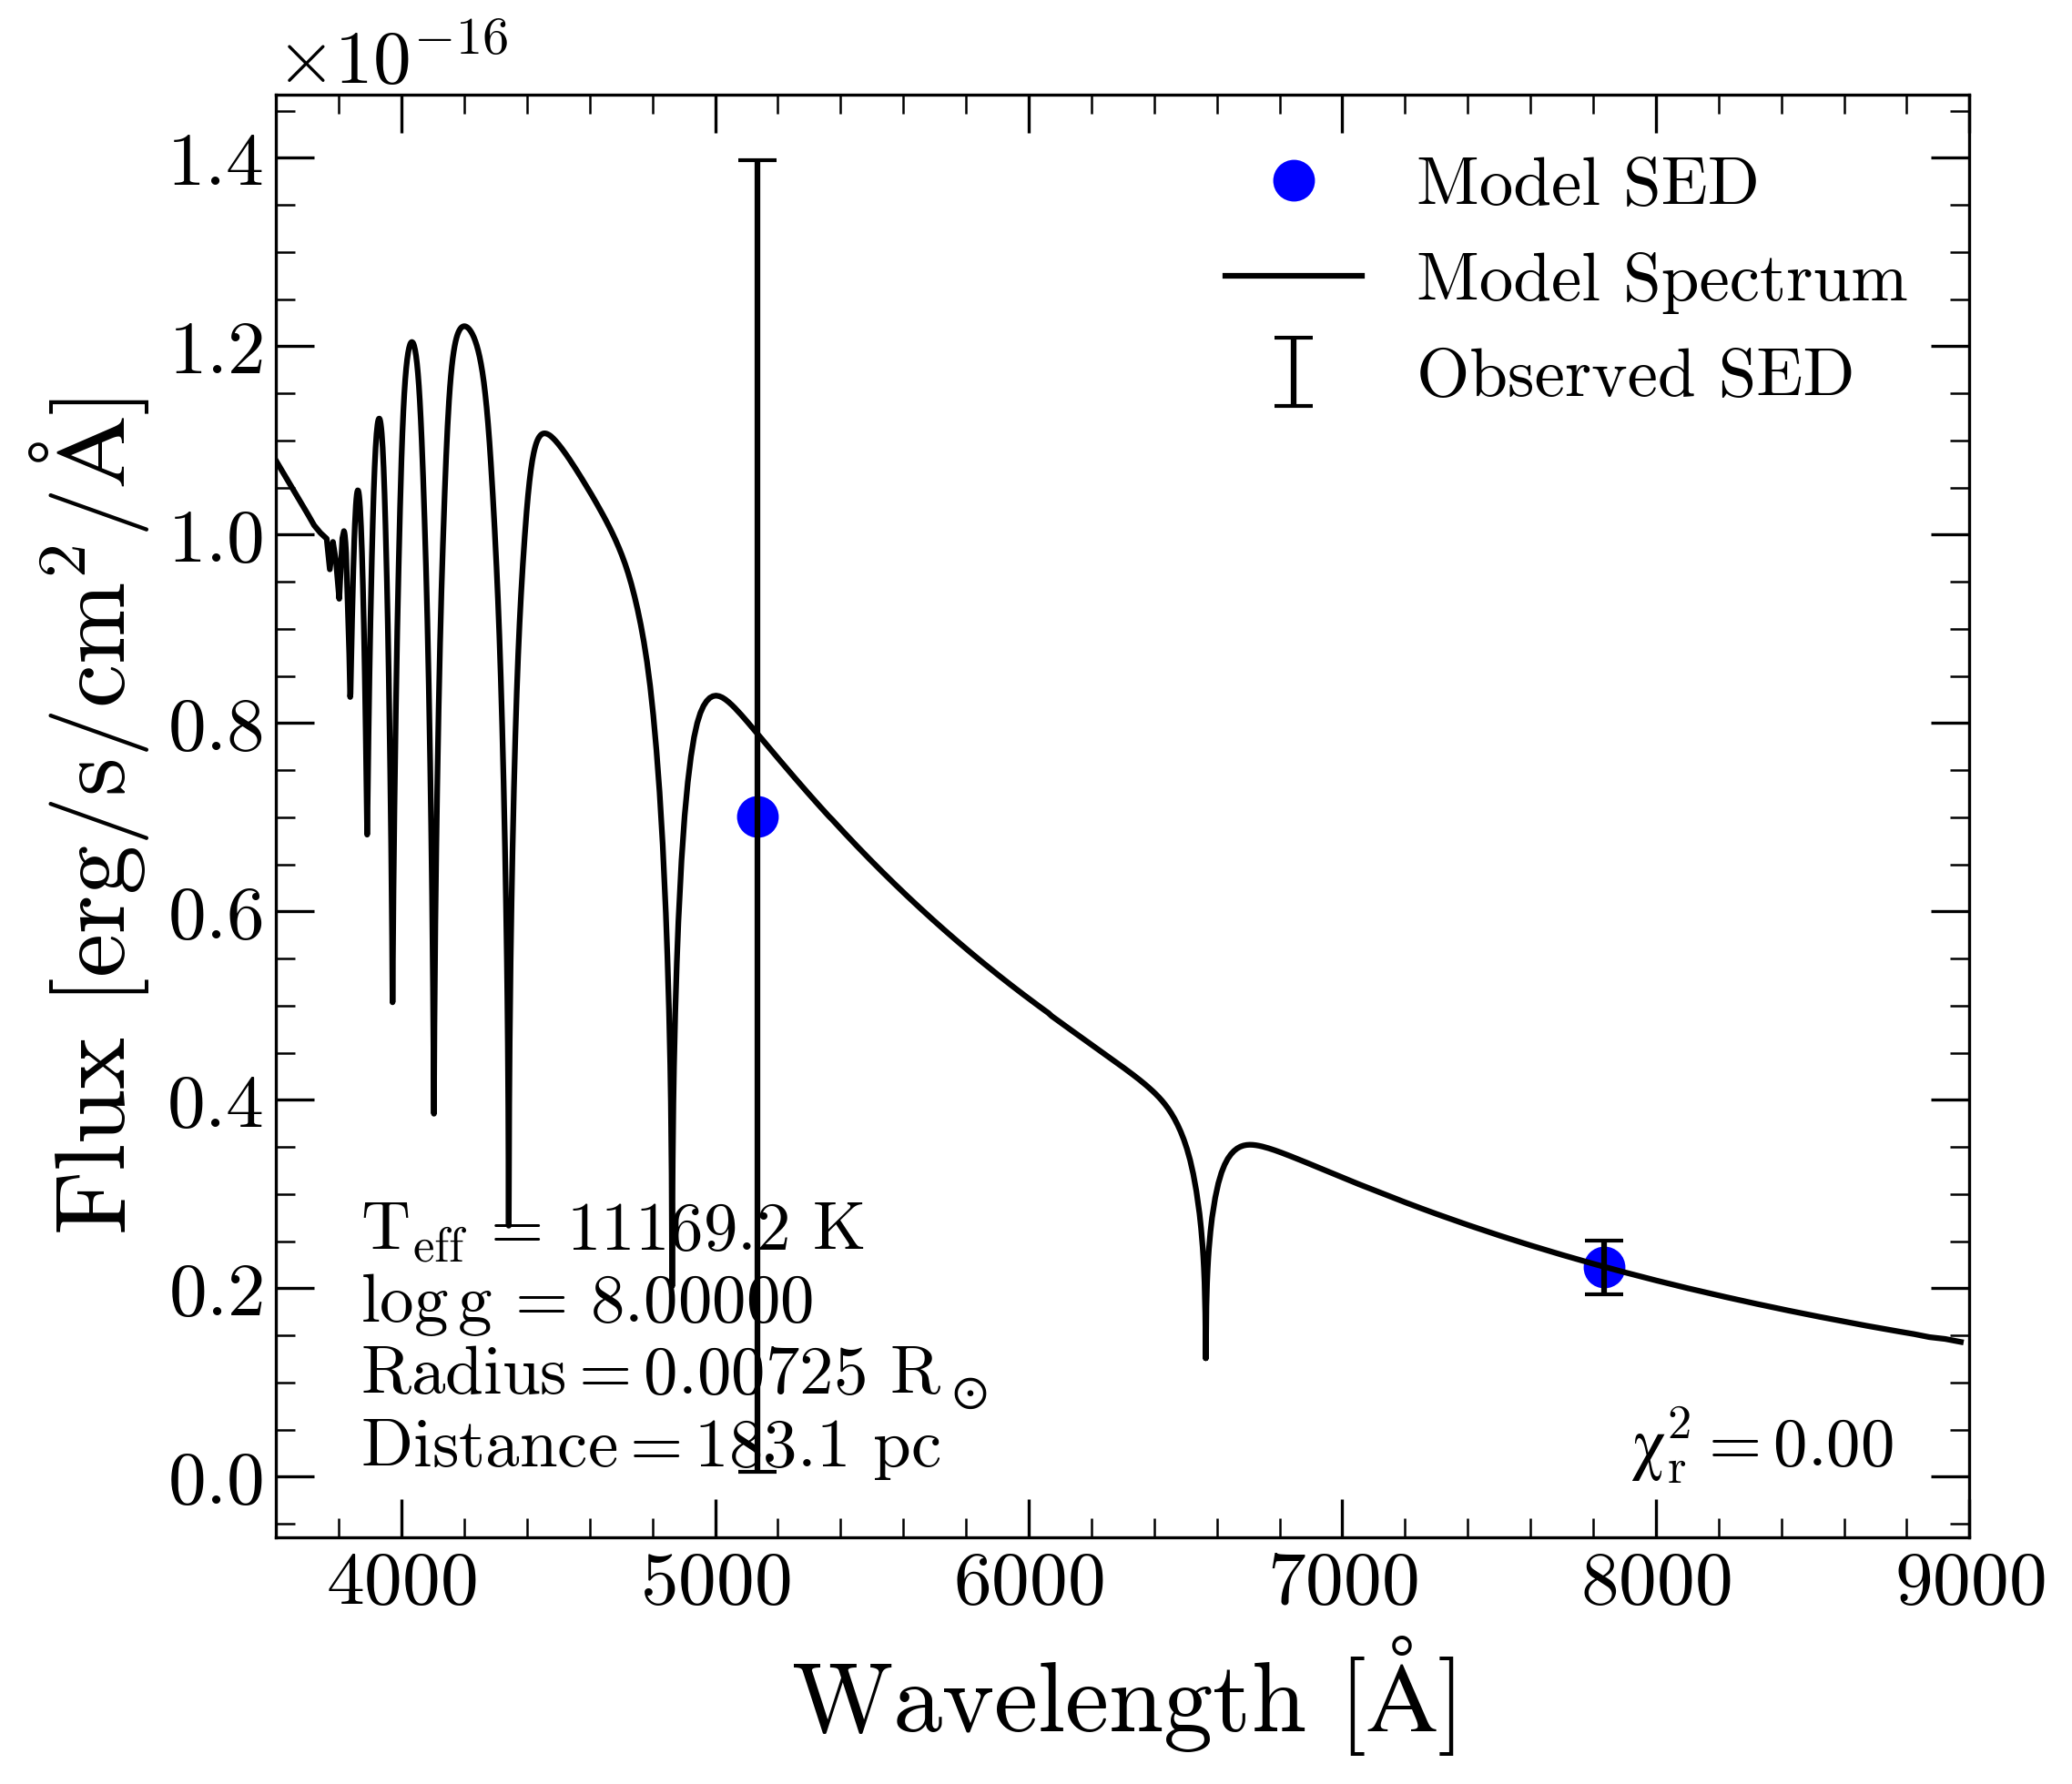 ×10⁻¹⁶
1.4
1.2
1.0
0.8
0.6
0.4
0.2
0.0
Flux [erg/s/cm²/Å]
Model SED
Model Spectrum
Observed SED
T_eff = 11169.2 K
log g = 8.00000
Radius = 0.00725 R_⊙
Distance = 183.1 pc
χ²_r = 0.00
4000 5000 6000 7000 8000 9000
Wavelength [Å]